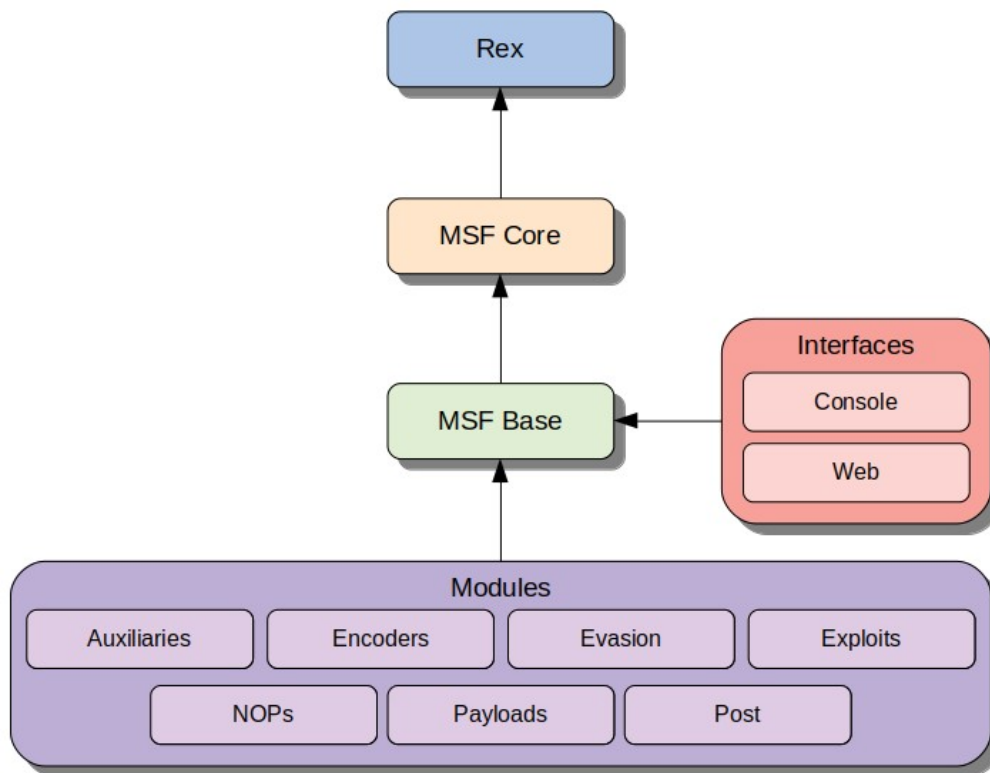 Rex
MSF Core
MSF Base
Interfaces
Console
Web
Modules
Auxiliaries
Encoders
Evasion
Exploits
NOPs
Payloads
Post